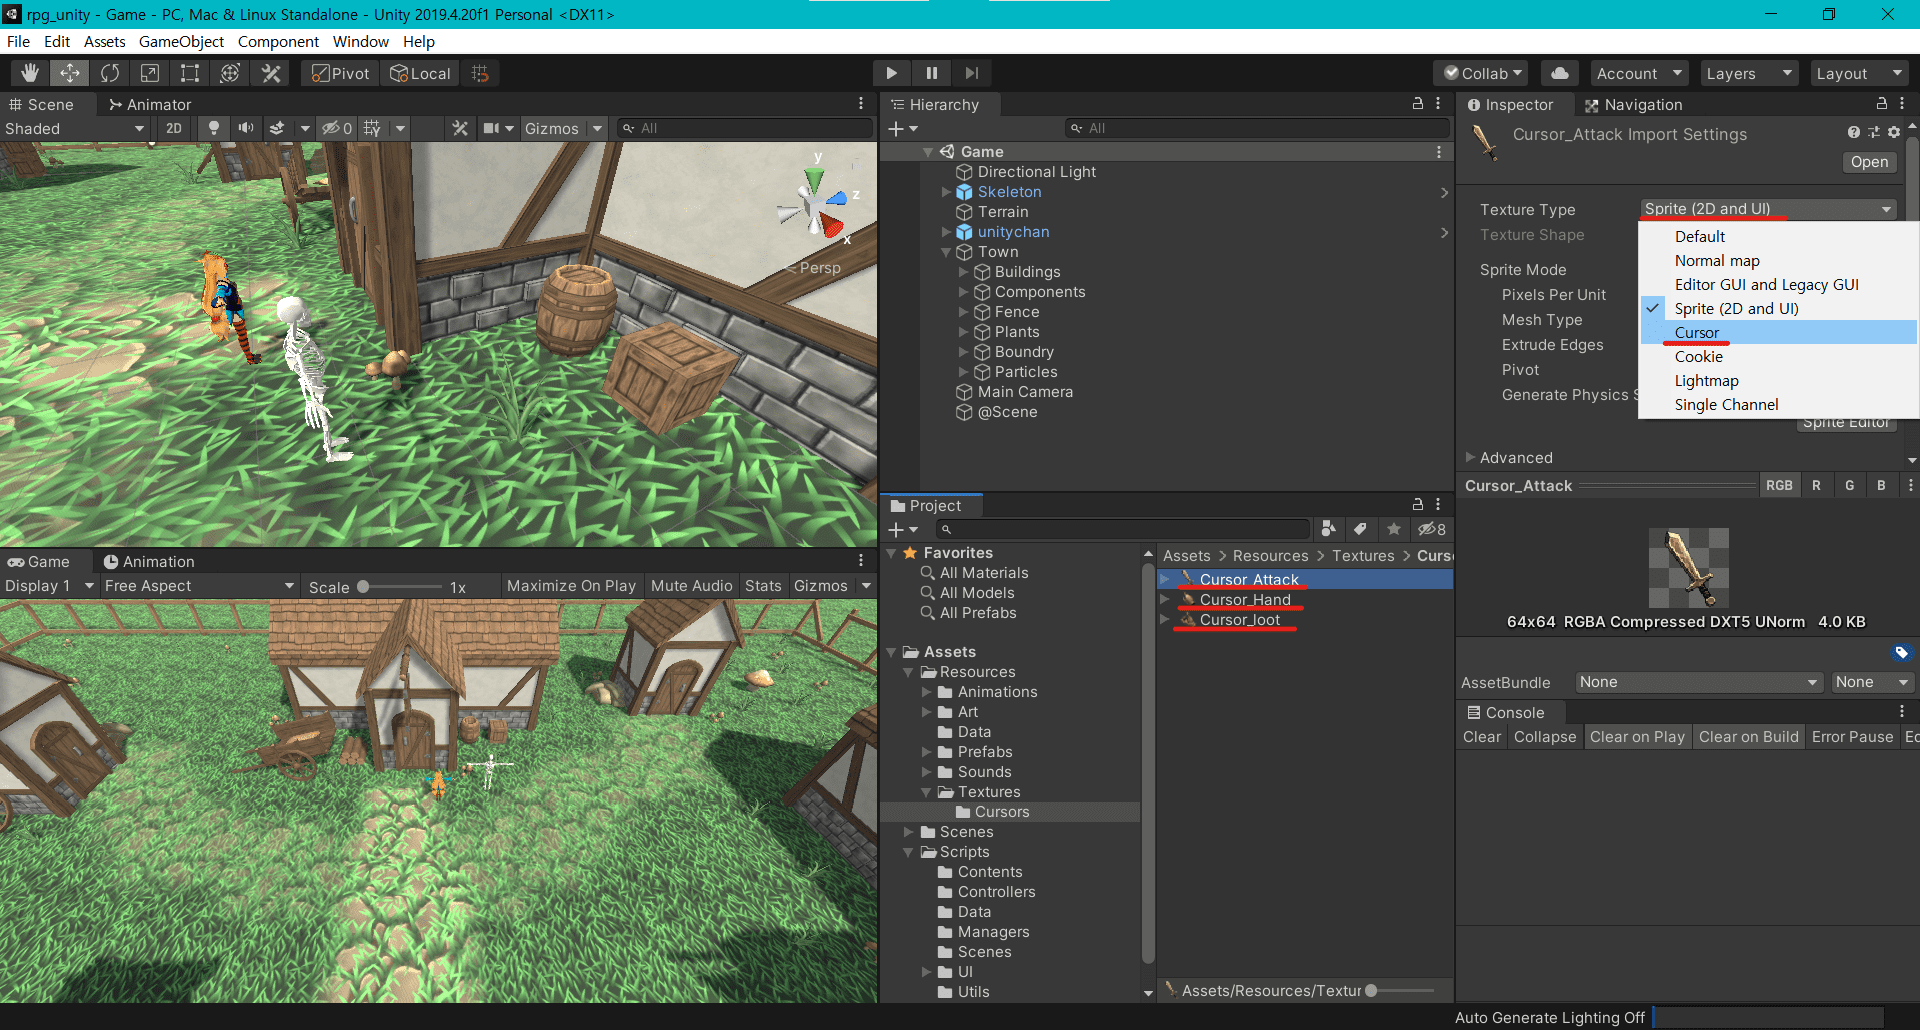 rpg_unity - Game - PC, Mac & Linux Standalone - Unity 2019.4.20f1 Personal <DX11>
File Edit Assets GameObject Component Window Help
Pivot Local Collab Account Layers Layout
Scene Animator
Shaded 2D 0 Gizmos All
y
z
x
Persp
Game Animation
Display 1 Free Aspect Scale 1x Maximize On Play Mute Audio Stats Gizmos
Hierarchy
All
Game
Directional Light
Skeleton
Terrain
unitychan
Town
Buildings
Components
Fence
Plants
Boundry
Particles
Main Camera
@Scene
Project
8
Favorites
All Materials
All Models
All Prefabs
Assets
Resources
Animations
Art
Data
Prefabs
Sounds
Textures
Cursors
Scenes
Scripts
Contents
Controllers
Data
Managers
Scenes
UI
Utils
Assets > Resources > Textures > Curs
Cursor_Attack
Cursor_Hand
Cursor_loot
Assets/Resources/Textur
Inspector Navigation
Cursor_Attack Import Settings
Open
Texture Type Sprite (2D and UI)
Texture Shape
Sprite Mode
Pixels Per Unit
Mesh Type
Extrude Edges
Pivot
Generate Physics S
Default
Normal map
Editor GUI and Legacy GUI
Sprite (2D and UI)
Cursor
Cookie
Lightmap
Single Channel
Sprite Editor
Advanced
Cursor_Attack RGB R G B
64x64 RGBA Compressed DXT5 UNorm 4.0 KB
AssetBundle None None
Console
Clear Collapse Clear on Play Clear on Build Error Pause Ec
Auto Generate Lighting Off